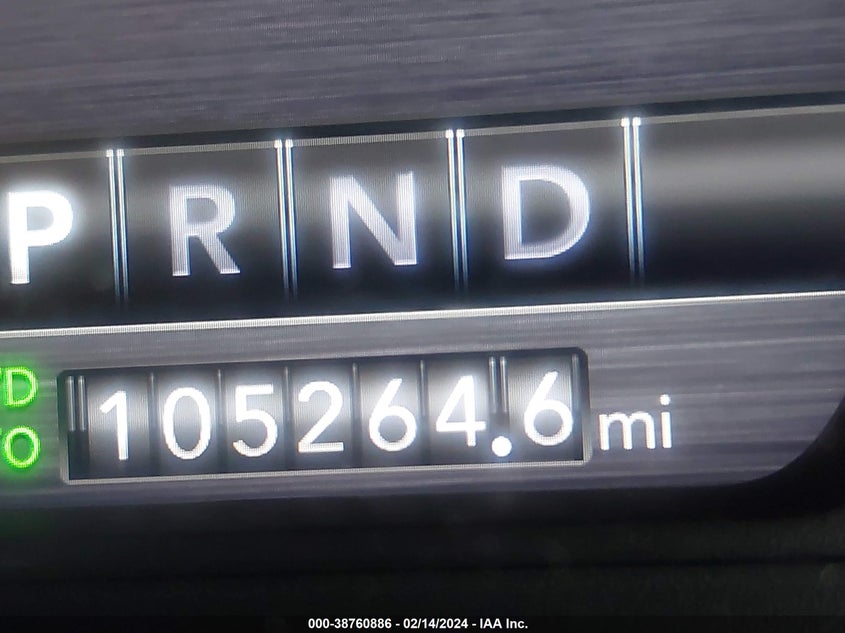 P R N D
105264.6 mi
000-38760886 - 02/14/2024 - IAA Inc.